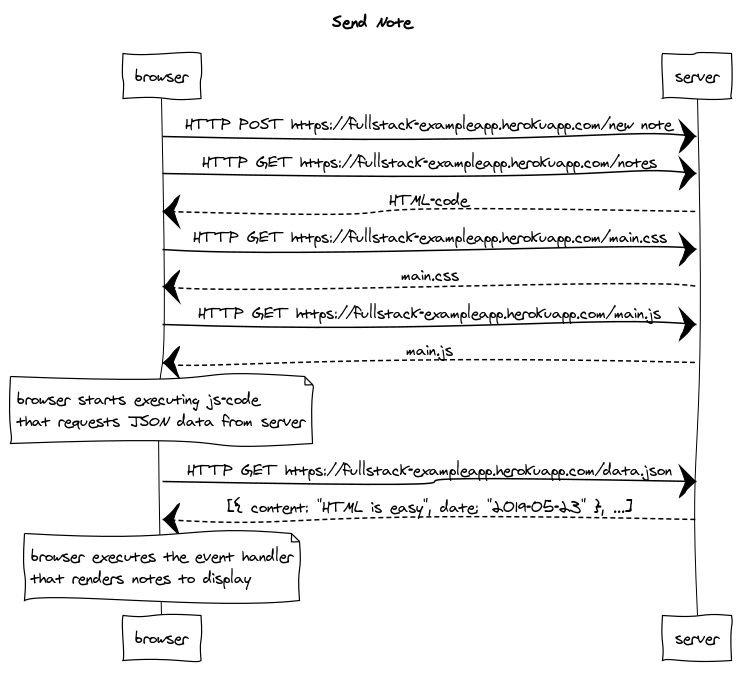 Send Note
browser
server
HTTP POST https://fullstack-exampleapp.herokuapp.com/new note
HTTP GET https://fullstack-exampleapp.herokuapp.com/notes
HTML-code
HTTP GET https://fullstack-exampleapp.herokuapp.com/main.css
main.css
HTTP GET https://fullstack-exampleapp.herokuapp.com/main.js
main.js
browser starts executing js-code
that requests JSON data from server
HTTP GET https://fullstack-exampleapp.herokuapp.com/data.json
[{ content: "HTML is easy", date: "2019-05-23" }, ...]
browser executes the event handler
that renders notes to display
browser
server